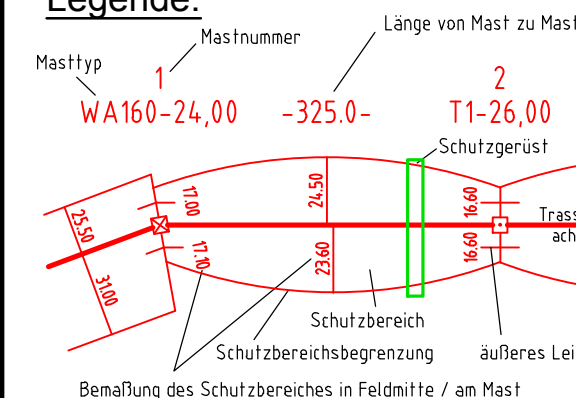 Legende:
Länge von Mast zu Mast
Mastnummer
Masttyp
1
2
WA160-24,00
-325.0-
T1-26,00
Schutzgerüst
24.50
17.00
16.60
25.50
17.10
23.60
16.60
31.00
Schutzbereich
Schutzbereichsbegrenzung
Bemaßung des Schutzbereiches in Feldmitte / am Mast
äußeres